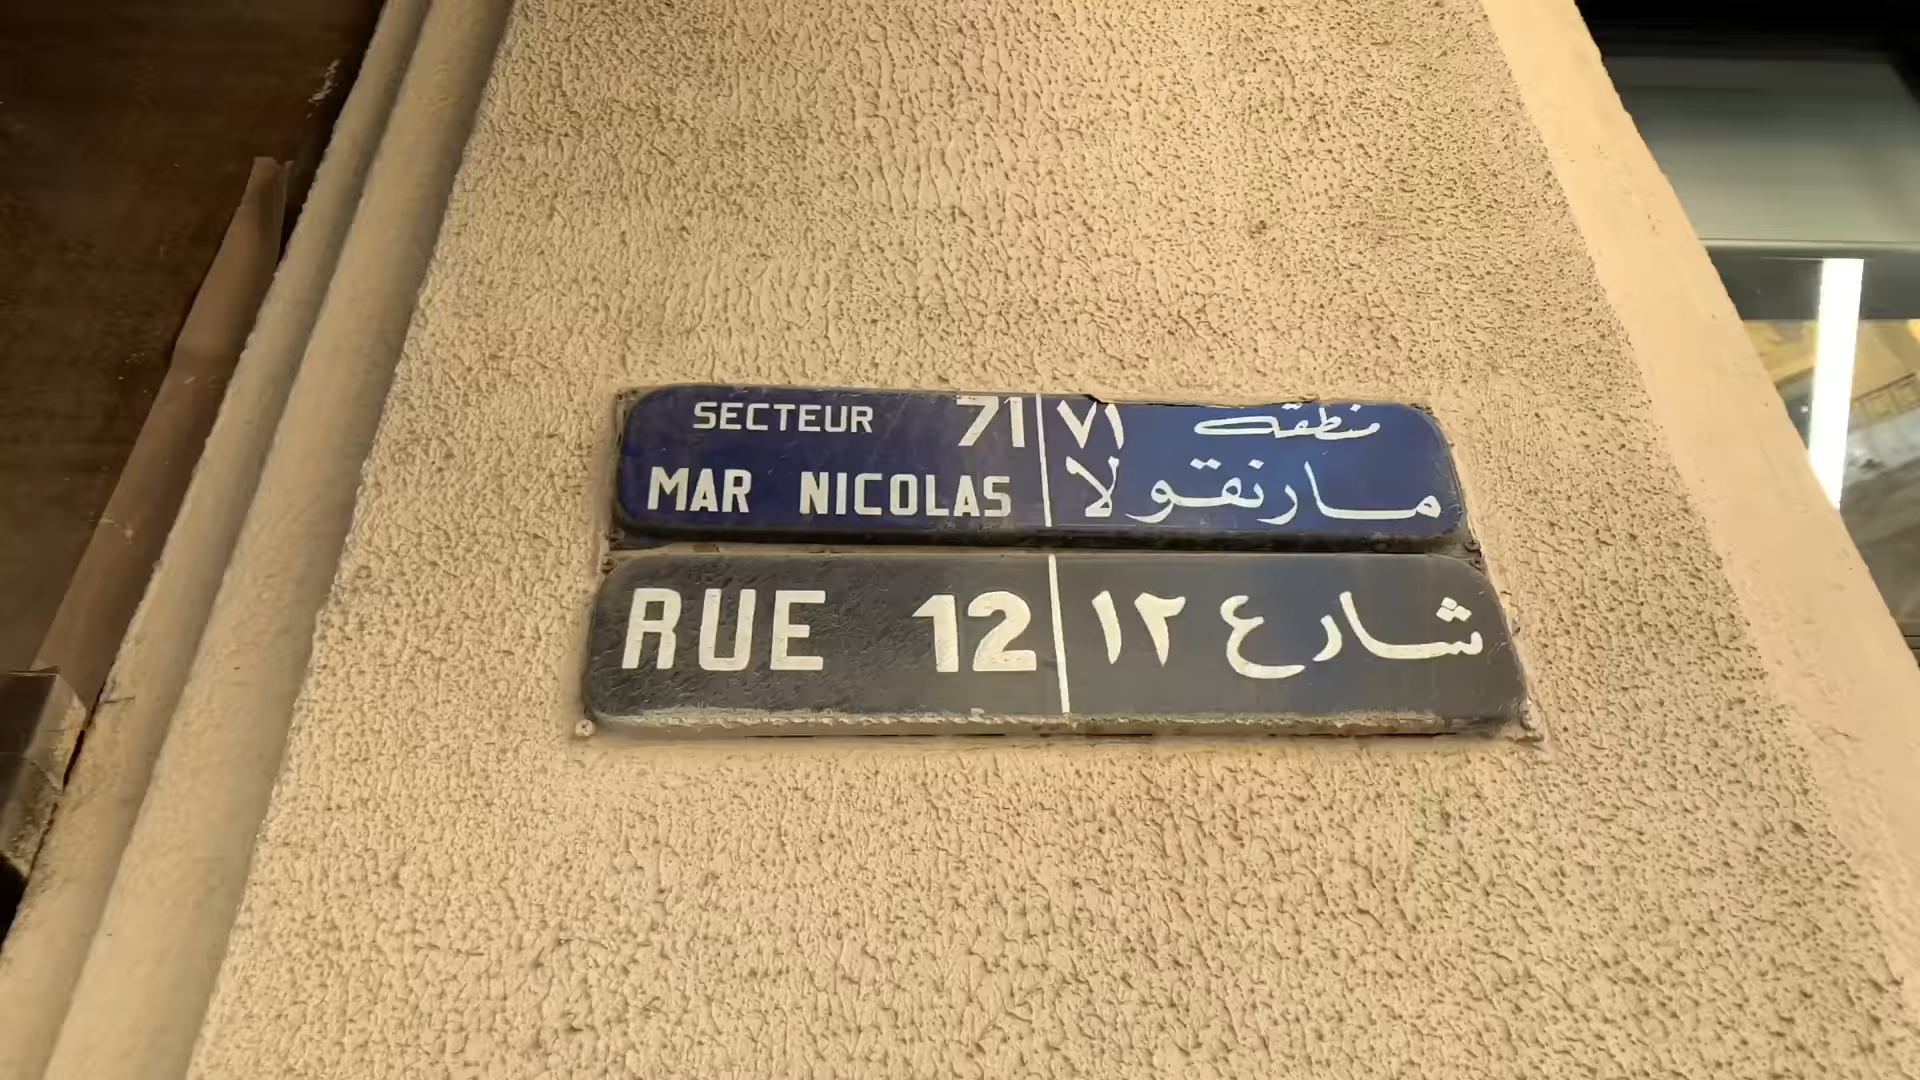 SECTEUR 71
MAR NICOLAS
٧١ منطقة
مار نقولا
RUE 12
شارع ١٢